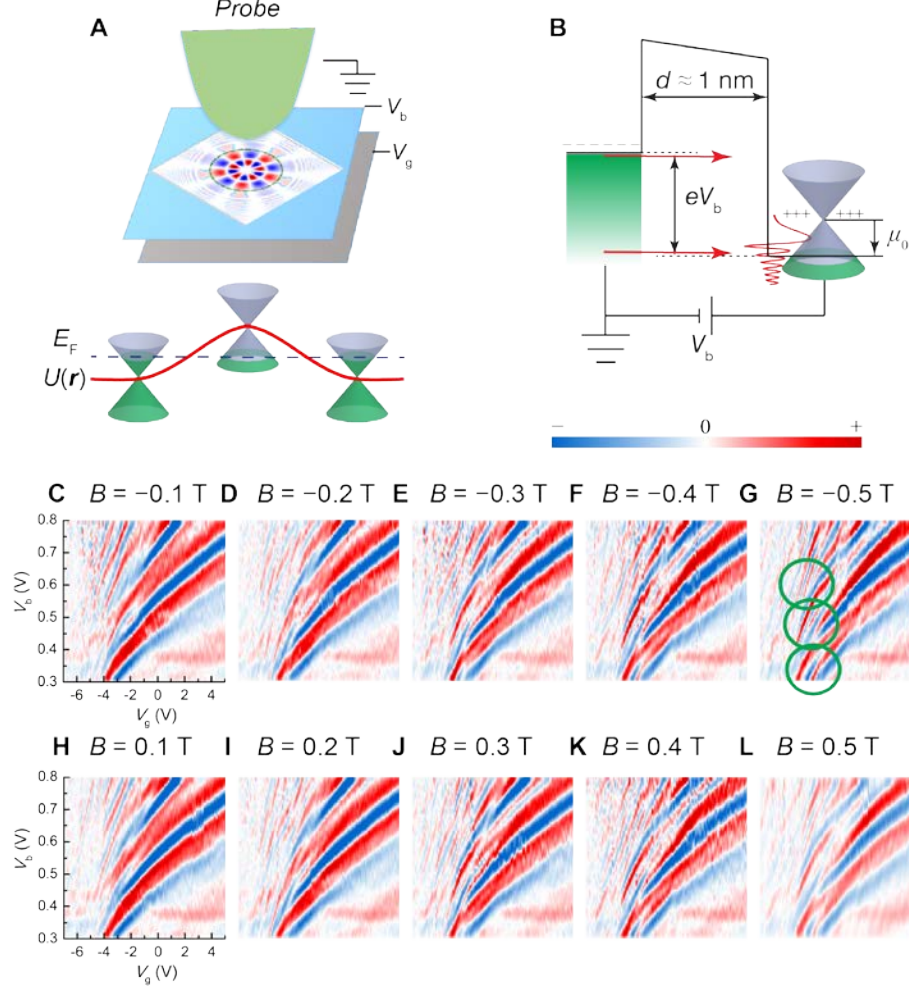 Probe
A
B
V_b
V_g
d ≈ 1 nm
eV_b
+++ +++
μ_0
V_b
E_F
U(r)
− 0 +
C B = −0.1 T D B = −0.2 T E B = −0.3 T F B = −0.4 T G B = −0.5 T
0.8
0.7
0.6
0.5
0.4
0.3
V_b (V)
-6 -4 -2 0 2 4
V_g (V)
H B = 0.1 T I B = 0.2 T J B = 0.3 T K B = 0.4 T L B = 0.5 T
0.8
0.7
0.6
0.5
0.4
0.3
V_b (V)
-6 -4 -2 0 2 4
V_g (V)